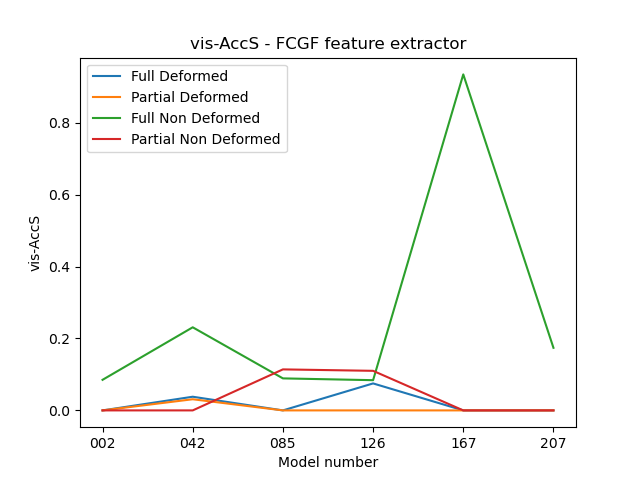 vis-AccS - FCGF feature extractor
Full Deformed
Partial Deformed
Full Non Deformed
Partial Non Deformed
vis-AccS
0.8
0.6
0.4
0.2
0.0
002 042 085 126 167 207
Model number